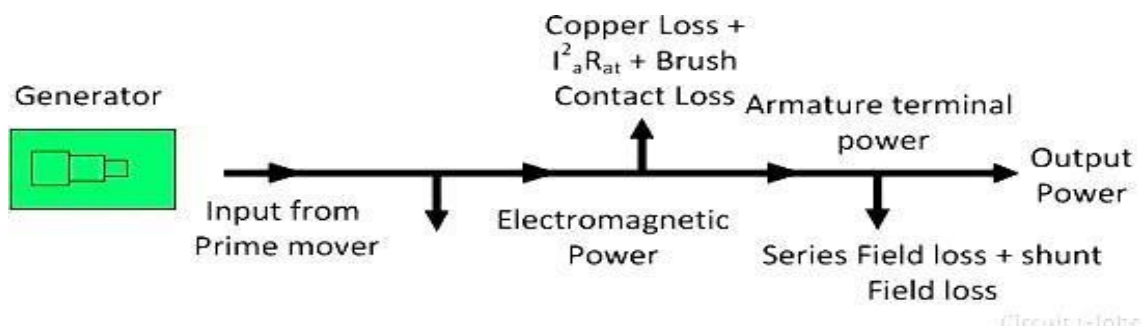 Generator
Copper Loss +
I²ₐRₐₜ + Brush
Contact Loss
Armature terminal
power
Output
Power
Input from
Prime mover
Electromagnetic
Power
Series Field loss + shunt
Field loss